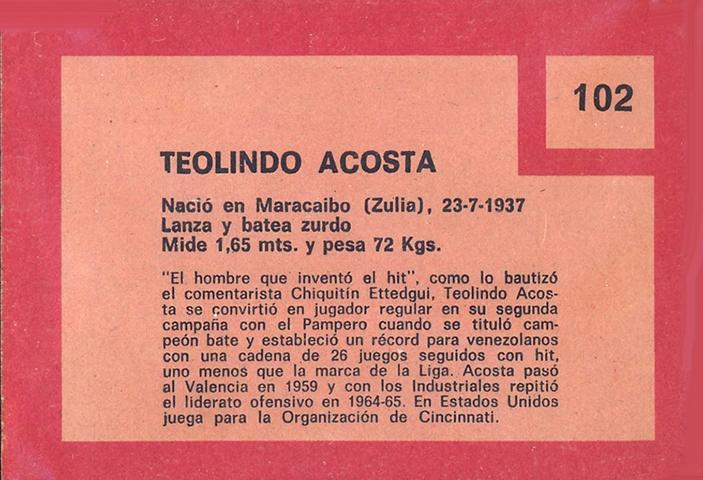 102
TEOLINDO ACOSTA
Nació en Maracaibo (Zulia), 23-7-1937
Lanza y batea zurdo
Mide 1,65 mts. y pesa 72 Kgs.
"El hombre que inventó el hit", como lo bautizó
el comentarista Chiquitín Ettedgui, Teolindo Acos-
ta se convirtió en jugador regular en su segunda
campaña con el Pampero cuando se tituló cam-
peón bate y estableció un récord para venezolanos
con una cadena de 26 juegos seguidos con hit,
uno menos que la marca de la Liga. Acosta pasó
al Valencia en 1959 y con los Industriales repitió
el liderato ofensivo en 1964-65. En Estados Unidos
juega para la Organización de Cincinnati.